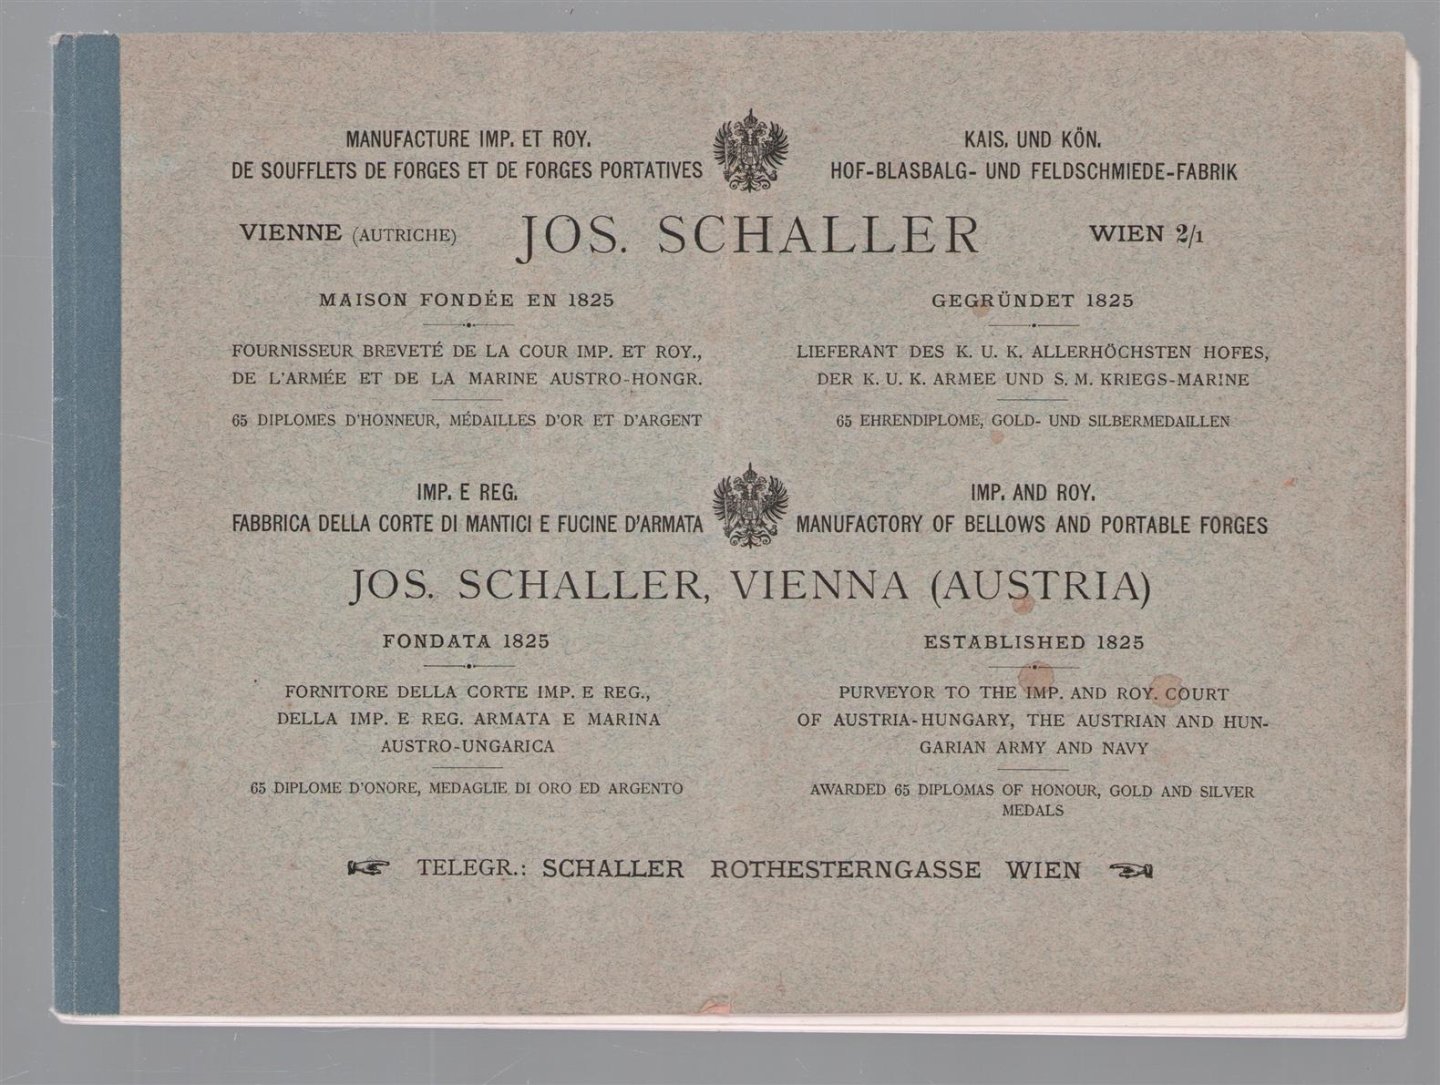 MANUFACTURE IMP. ET ROY.
DE SOUFFLETS DE FORGES ET DE FORGES PORTATIVES
KAIS. UND KÖN.
HOF-BLASBALG- UND FELDSCHMIEDE-FABRIK
VIENNE (AUTRICHE)
JOS. SCHALLER
WIEN 2/1
MAISON FONDÉE EN 1825
FOURNISSEUR BREVETÉ DE LA COUR IMP. ET ROY.,
DE L'ARMÉE ET DE LA MARINE AUSTRO-HONGR.
65 DIPLOMES D'HONNEUR, MÉDAILLES D'OR ET D'ARGENT
GEGRÜNDET 1825
LIEFERANT DES K. U. K. ALLERHÖCHSTEN HOFES,
DER K. U. K. ARMEE UND S. M. KRIEGS-MARINE
65 EHRENDIPLOME, GOLD- UND SILBERMEDAILLEN
IMP. E REG.
FABBRICA DELLA CORTE DI MANTICI E FUCINE D'ARMATA
IMP. AND ROY.
MANUFACTORY OF BELLOWS AND PORTABLE FORGES
JOS. SCHALLER, VIENNA (AUSTRIA)
FONDATA 1825
FORNITORE DELLA CORTE IMP. E REG.,
DELLA IMP. E REG. ARMATA E MARINA
AUSTRO-UNGARICA
65 DIPLOME D'ONORE, MEDAGLIE DI ORO ED ARGENTO
ESTABLISHED 1825
PURVEYOR TO THE IMP. AND ROY. COURT
OF AUSTRIA-HUNGARY, THE AUSTRIAN AND HUN-
GARIAN ARMY AND NAVY
AWARDED 65 DIPLOMAS OF HONOUR, GOLD AND SILVER
MEDALS
TELEGR.: SCHALLER ROTHESTERNGASSE WIEN